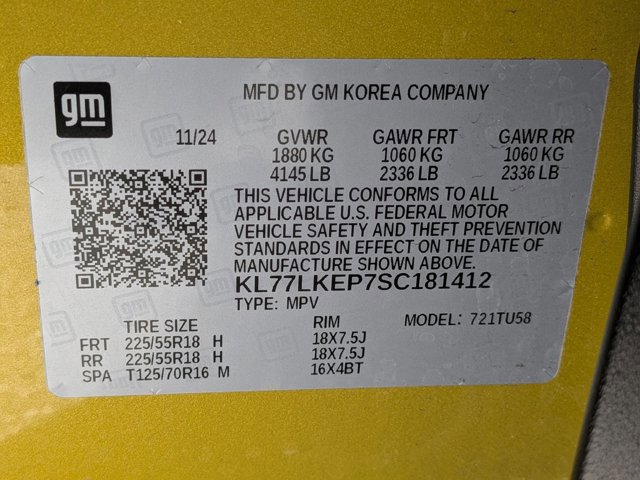 gm
MFD BY GM KOREA COMPANY
11/24 GVWR GAWR FRT GAWR RR
1880 KG 1060 KG 1060 KG
4145 LB 2336 LB 2336 LB
THIS VEHICLE CONFORMS TO ALL
APPLICABLE U.S. FEDERAL MOTOR
VEHICLE SAFETY AND THEFT PREVENTION
STANDARDS IN EFFECT ON THE DATE OF
MANUFACTURE SHOWN ABOVE.
KL77LKEP7SC181412
TYPE: MPV
TIRE SIZE RIM MODEL: 721TU58
FRT 225/55R18 H 18X7.5J
RR 225/55R18 H 18X7.5J
SPA T125/70R16 M 16X4BT